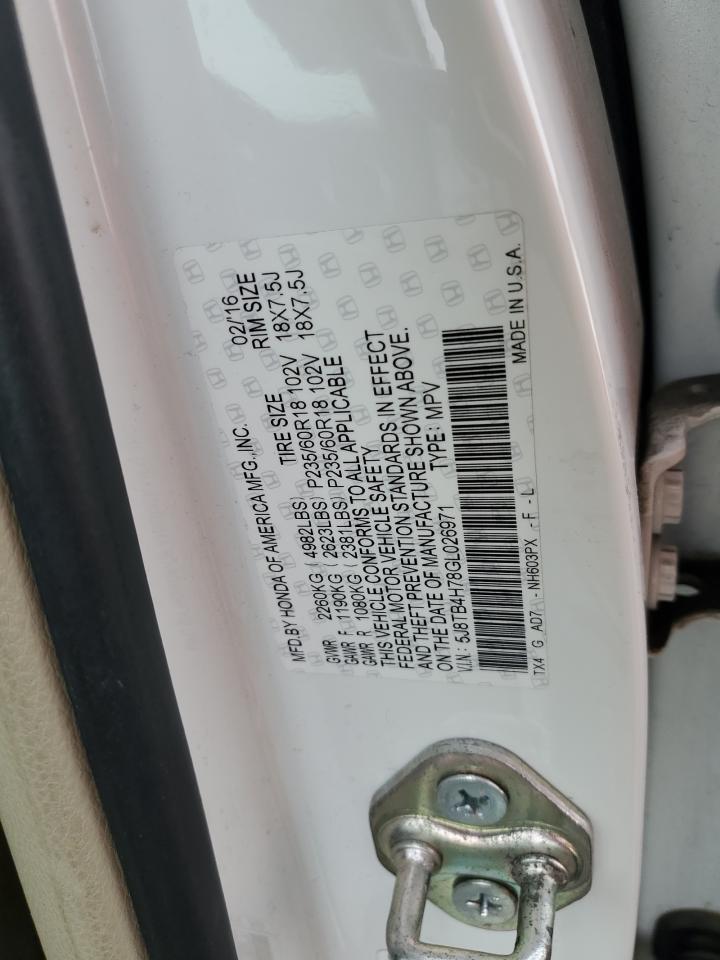 MFD.BY HONDA OF AMERICA MFG.,INC. 02/'16
TIRE SIZE RIM SIZE
GVWR 2260KG ( 4982LBS)
GAWR F 1190KG ( 2623LBS) P235/60R18 102V 18X7.5J
GAWR R 1080KG ( 2381LBS) P235/60R18 102V 18X7.5J
THIS VEHICLE CONFORMS TO ALL APPLICABLE
FEDERAL MOTOR VEHICLE SAFETY
AND THEFT PREVENTION STANDARDS IN EFFECT
ON THE DATE OF MANUFACTURE SHOWN ABOVE.
V.I.N: 5J8TB4H78GL026971 TYPE: MPV
TX4 G AD7 - NH603PX - F - L MADE IN U.S.A.